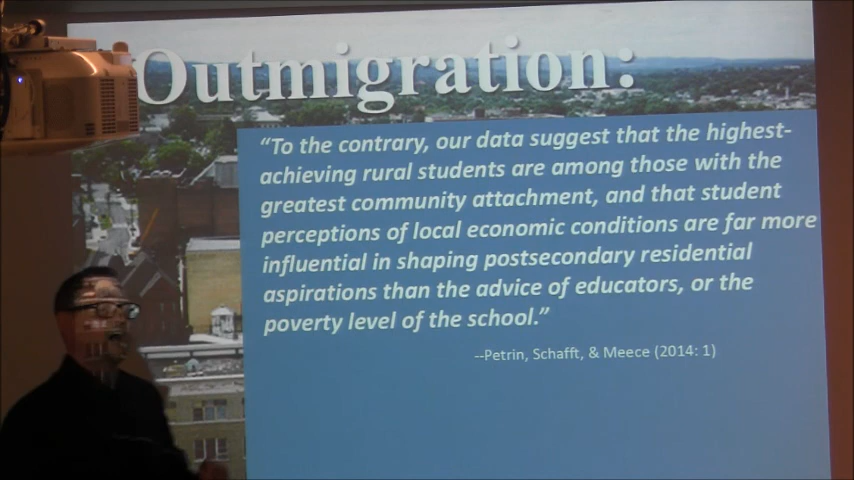 Outmigration:
“To the contrary, our data suggest that the highest-
achieving rural students are among those with the
greatest community attachment, and that student
perceptions of local economic conditions are far more
influential in shaping postsecondary residential
aspirations than the advice of educators, or the
poverty level of the school.”
--Petrin, Schafft, & Meece (2014: 1)